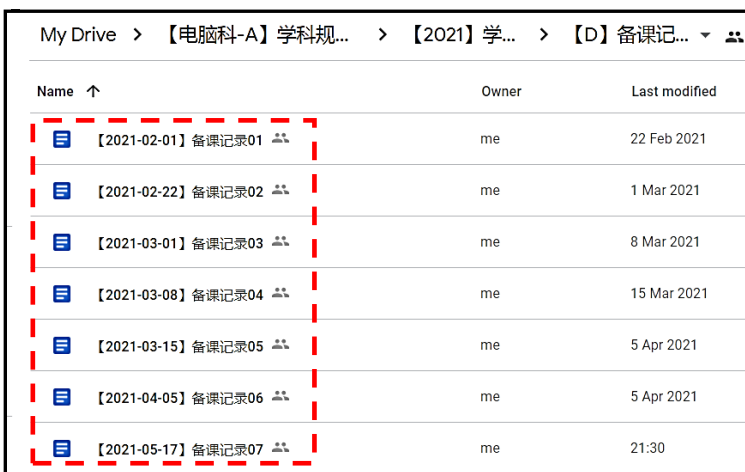 My Drive > 【电脑科-A】学科规... > 【2021】学... > 【D】备课记...
Name ↑ Owner Last modified
【2021-02-01】备课记录01 me 22 Feb 2021
【2021-02-22】备课记录02 me 1 Mar 2021
【2021-03-01】备课记录03 me 8 Mar 2021
【2021-03-08】备课记录04 me 15 Mar 2021
【2021-03-15】备课记录05 me 5 Apr 2021
【2021-04-05】备课记录06 me 5 Apr 2021
【2021-05-17】备课记录07 me 21:30